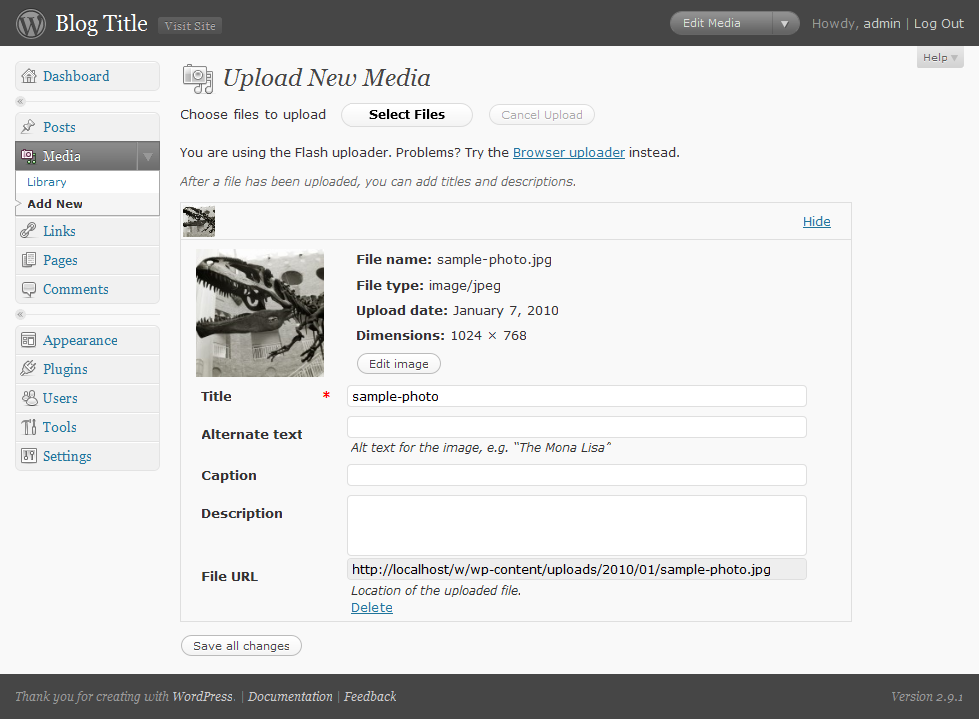 Blog Title Visit Site Edit Media Howdy, admin | Log Out
Help
Dashboard
Posts
Media
Library
Add New
Links
Pages
Comments
Appearance
Plugins
Users
Tools
Settings
Upload New Media
Choose files to upload Select Files Cancel Upload
You are using the Flash uploader. Problems? Try the Browser uploader instead.
After a file has been uploaded, you can add titles and descriptions.
Hide
File name: sample-photo.jpg
File type: image/jpeg
Upload date: January 7, 2010
Dimensions: 1024 × 768
Edit image
Title * sample-photo
Alternate text
Alt text for the image, e.g. “The Mona Lisa”
Caption
Description
File URL http://localhost/w/wp-content/uploads/2010/01/sample-photo.jpg
Location of the uploaded file.
Delete
Save all changes
Thank you for creating with WordPress. | Documentation | Feedback Version 2.9.1